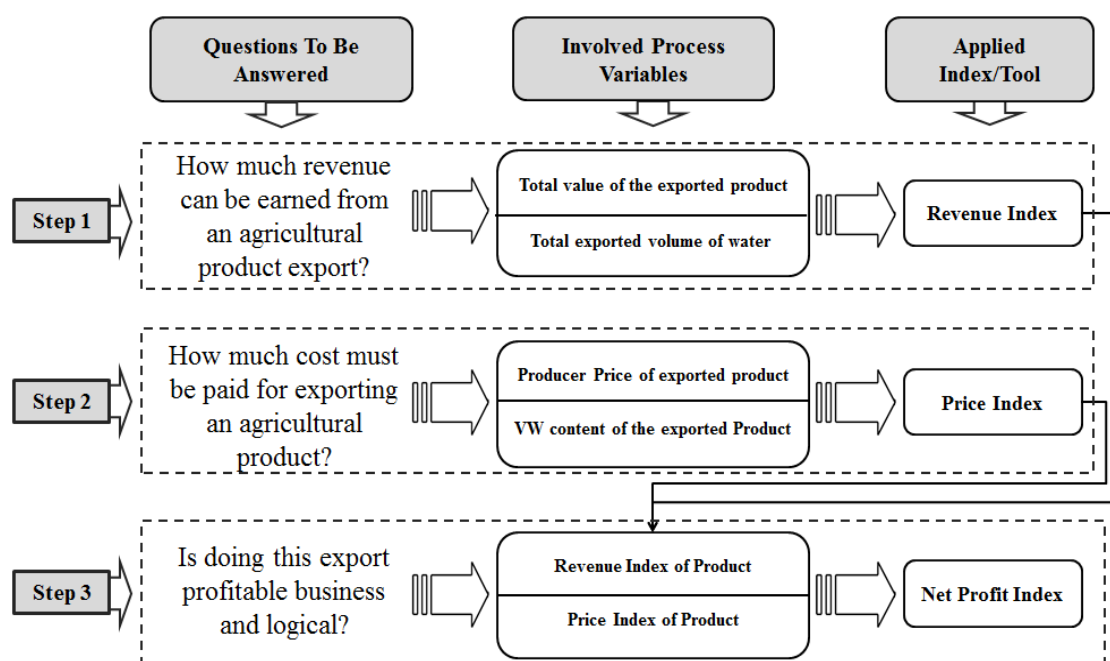 Questions To Be
Answered
Involved Process
Variables
Applied
Index/Tool
Step 1
How much revenue
can be earned from
an agricultural
product export?
Total value of the exported product
Total exported volume of water
Revenue Index
Step 2
How much cost must
be paid for exporting
an agricultural
product?
Producer Price of exported product
VW content of the exported Product
Price Index
Step 3
Is doing this export
profitable business
and logical?
Revenue Index of Product
Price Index of Product
Net Profit Index